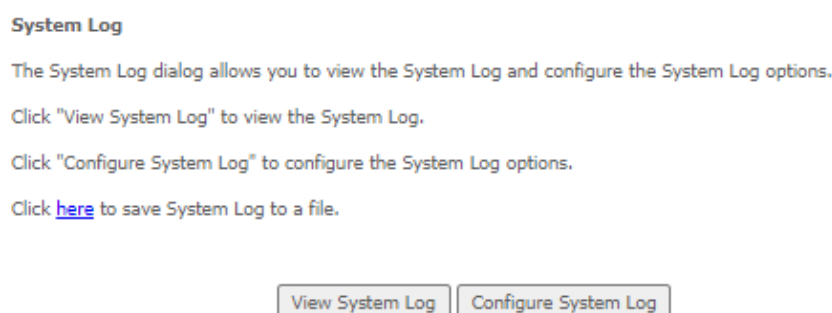 System Log
The System Log dialog allows you to view the System Log and configure the System Log options.
Click "View System Log" to view the System Log.
Click "Configure System Log" to configure the System Log options.
Click here to save System Log to a file.
View System Log Configure System Log